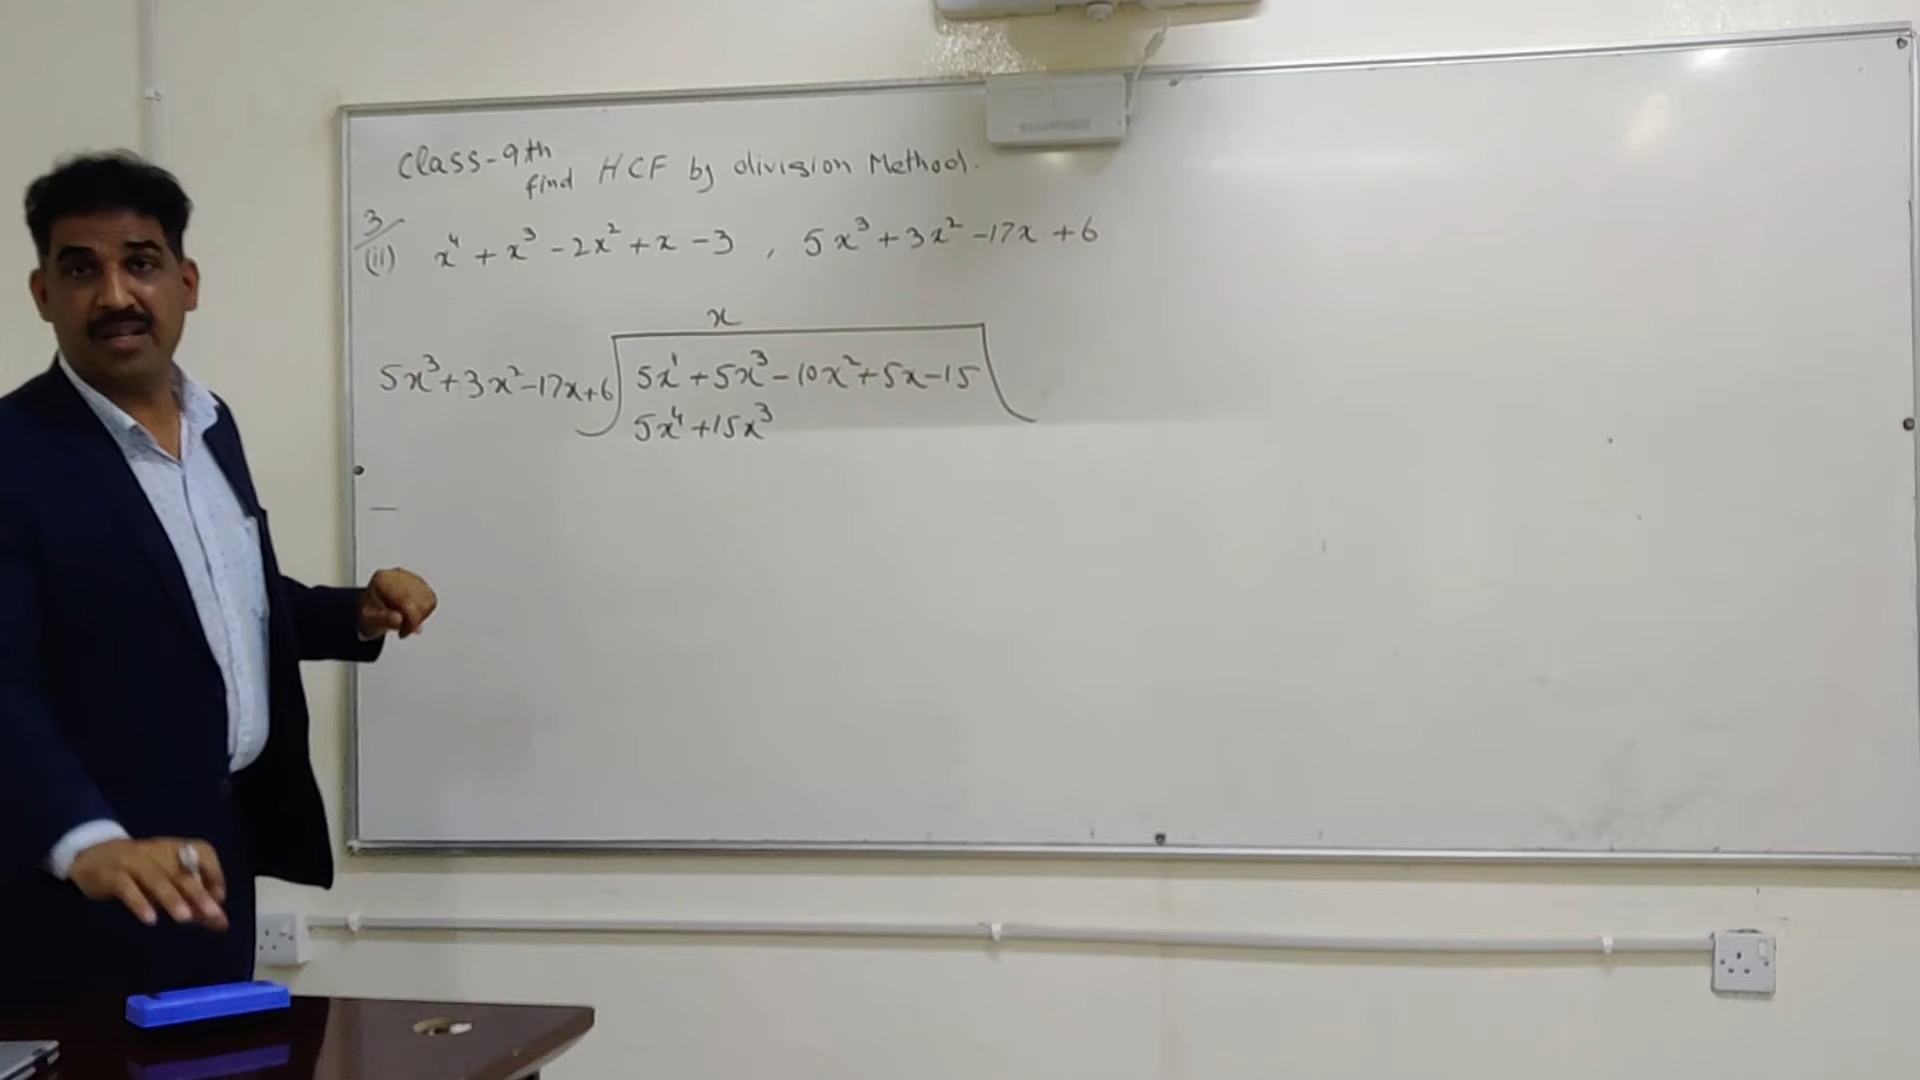 Class-9th
find HCF by division Method.
3
(ii) x⁴ + x³ - 2x² + x - 3 , 5x³ + 3x² - 17x + 6
x
5x³ + 3x² - 17x + 6 ) 5x⁴ + 5x³ - 10x² + 5x - 15 (
5x⁴ + 15x³